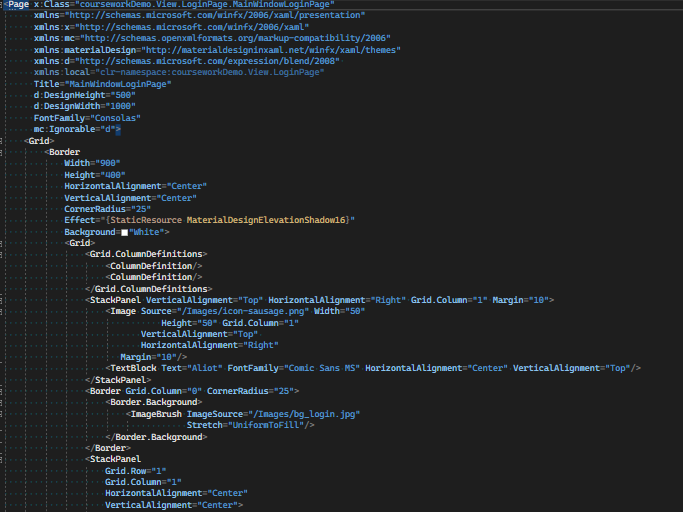 <Page x:Class="courseworkDemo.View.LoginPage.MainWindowLoginPage"
xmlns="http://schemas.microsoft.com/winfx/2006/xaml/presentation"
xmlns:x="http://schemas.microsoft.com/winfx/2006/xaml"
xmlns:mc="http://schemas.openxmlformats.org/markup-compatibility/2006"
xmlns:materialDesign="http://materialdesigninxaml.net/winfx/xaml/themes"
xmlns:d="http://schemas.microsoft.com/expression/blend/2008"
xmlns:local="clr-namespace:courseworkDemo.View.LoginPage"
Title="MainWindowLoginPage"
d:DesignHeight="500"
d:DesignWidth="1000"
FontFamily="Consolas"
mc:Ignorable="d">
<Grid>
<Border
Width="900"
Height="400"
HorizontalAlignment="Center"
VerticalAlignment="Center"
CornerRadius="25"
Effect="{StaticResource MaterialDesignElevationShadow16}"
Background="White">
<Grid>
<Grid.ColumnDefinitions>
<ColumnDefinition/>
<ColumnDefinition/>
</Grid.ColumnDefinitions>
<StackPanel VerticalAlignment="Top" HorizontalAlignment="Right" Grid.Column="1" Margin="10">
<Image Source="/Images/icon-sausage.png" Width="50"
Height="50" Grid.Column="1"
VerticalAlignment="Top"
HorizontalAlignment="Right"
Margin="10"/>
<TextBlock Text="Aliot" FontFamily="Comic Sans MS" HorizontalAlignment="Center" VerticalAlignment="Top"/>
</StackPanel>
<Border Grid.Column="0" CornerRadius="25">
<Border.Background>
<ImageBrush ImageSource="/Images/bg_login.jpg"
Stretch="UniformToFill"/>
</Border.Background>
</Border>
<StackPanel
Grid.Row="1"
Grid.Column="1"
HorizontalAlignment="Center"
VerticalAlignment="Center">